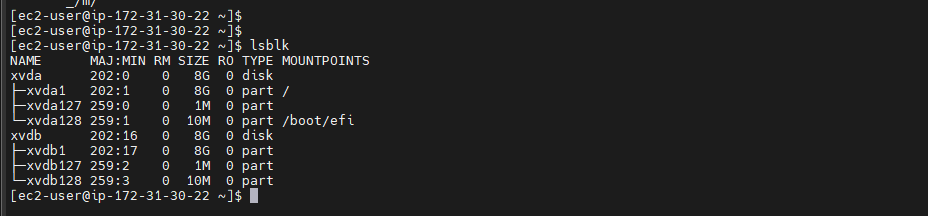 _/m/
[ec2-user@ip-172-31-30-22 ~]$
[ec2-user@ip-172-31-30-22 ~]$
[ec2-user@ip-172-31-30-22 ~]$ lsblk
NAME      MAJ:MIN RM SIZE RO TYPE MOUNTPOINTS
xvda      202:0    0   8G  0 disk
├─xvda1   202:1    0   8G  0 part /
├─xvda127 259:0    0   1M  0 part
└─xvda128 259:1    0  10M  0 part /boot/efi
xvdb      202:16   0   8G  0 disk
├─xvdb1   202:17   0   8G  0 part
├─xvdb127 259:2    0   1M  0 part
└─xvdb128 259:3    0  10M  0 part
[ec2-user@ip-172-31-30-22 ~]$